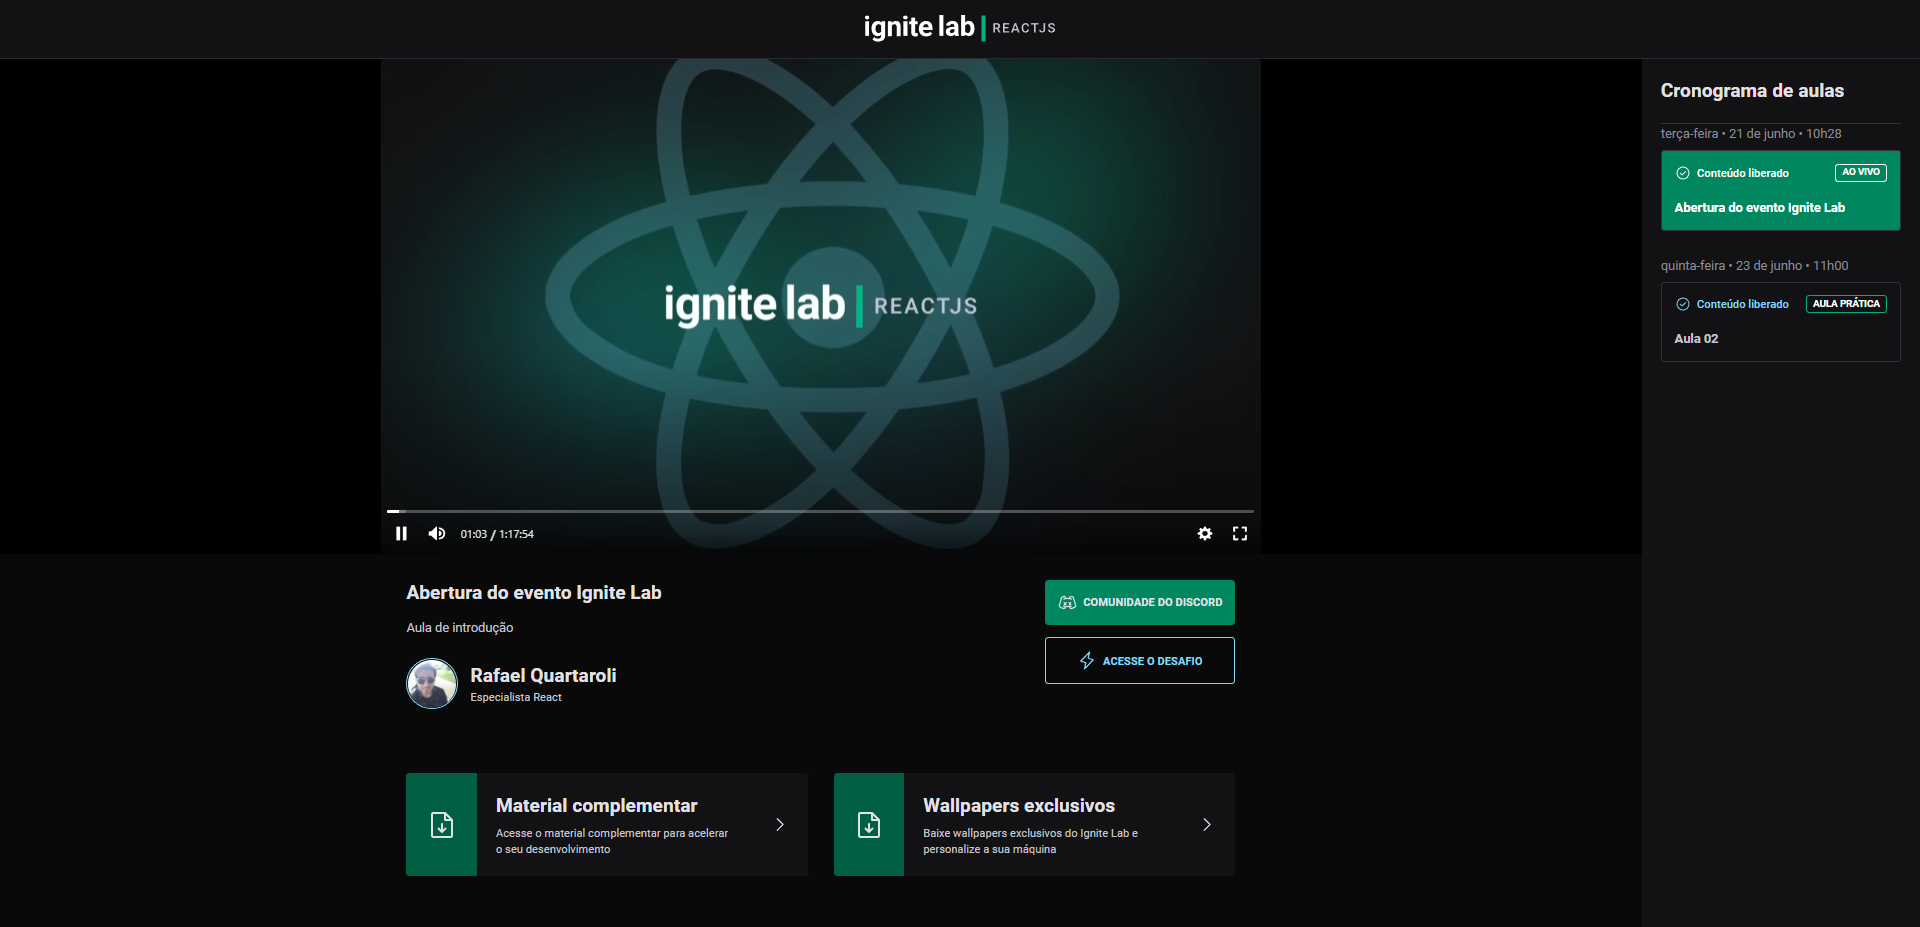 ignite lab | REACTJS
ignite lab | REACTJS
01:03 / 1:17:54
Abertura do evento Ignite Lab
Aula de introdução
Rafael Quartaroli
Especialista React
COMUNIDADE DO DISCORD
ACESSE O DESAFIO
Material complementar
Acesse o material complementar para acelerar
o seu desenvolvimento
Wallpapers exclusivos
Baixe wallpapers exclusivos do Ignite Lab e
personalize a sua máquina
Cronograma de aulas
terça-feira • 21 de junho • 10h28
Conteúdo liberado AO VIVO
Abertura do evento Ignite Lab
quinta-feira • 23 de junho • 11h00
Conteúdo liberado AULA PRÁTICA
Aula 02